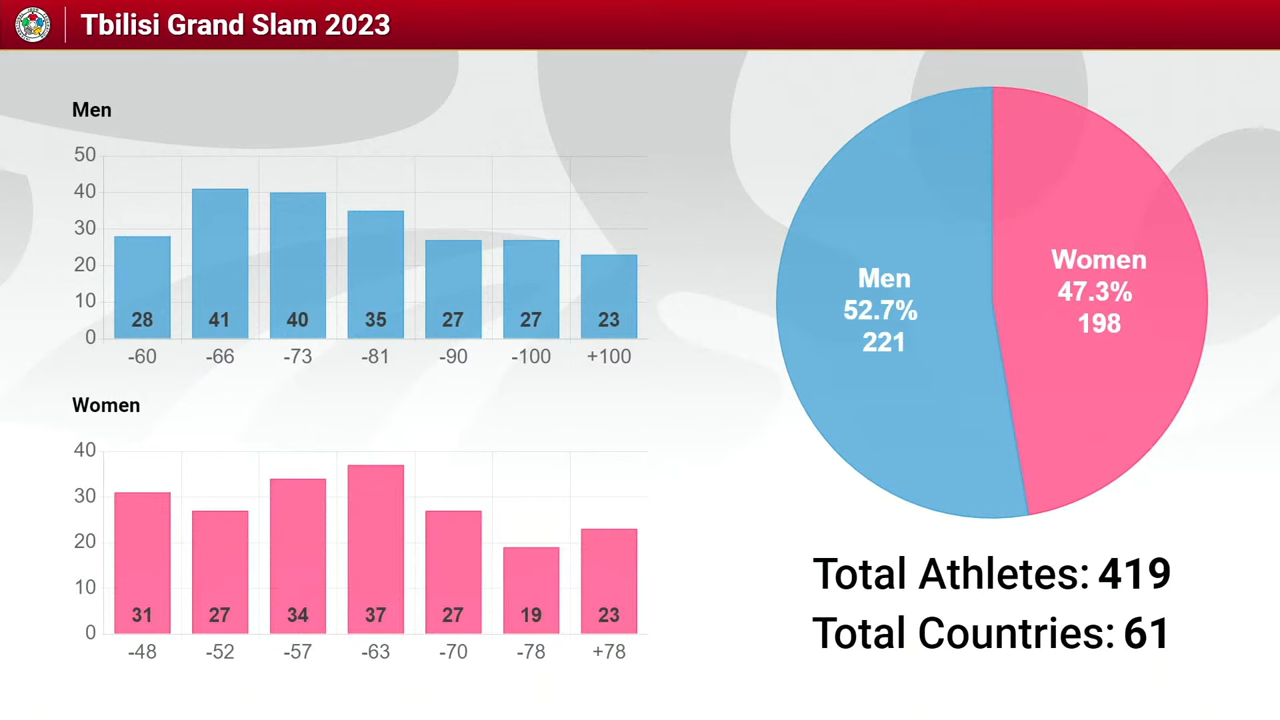 Tbilisi Grand Slam 2023
Men
50
40
30
20
10
0
28 41 40 35 27 27 23
-60 -66 -73 -81 -90 -100 +100
Women
40
30
20
10
0
31 27 34 37 27 19 23
-48 -52 -57 -63 -70 -78 +78
Men
52.7%
221
Women
47.3%
198
Total Athletes: 419
Total Countries: 61